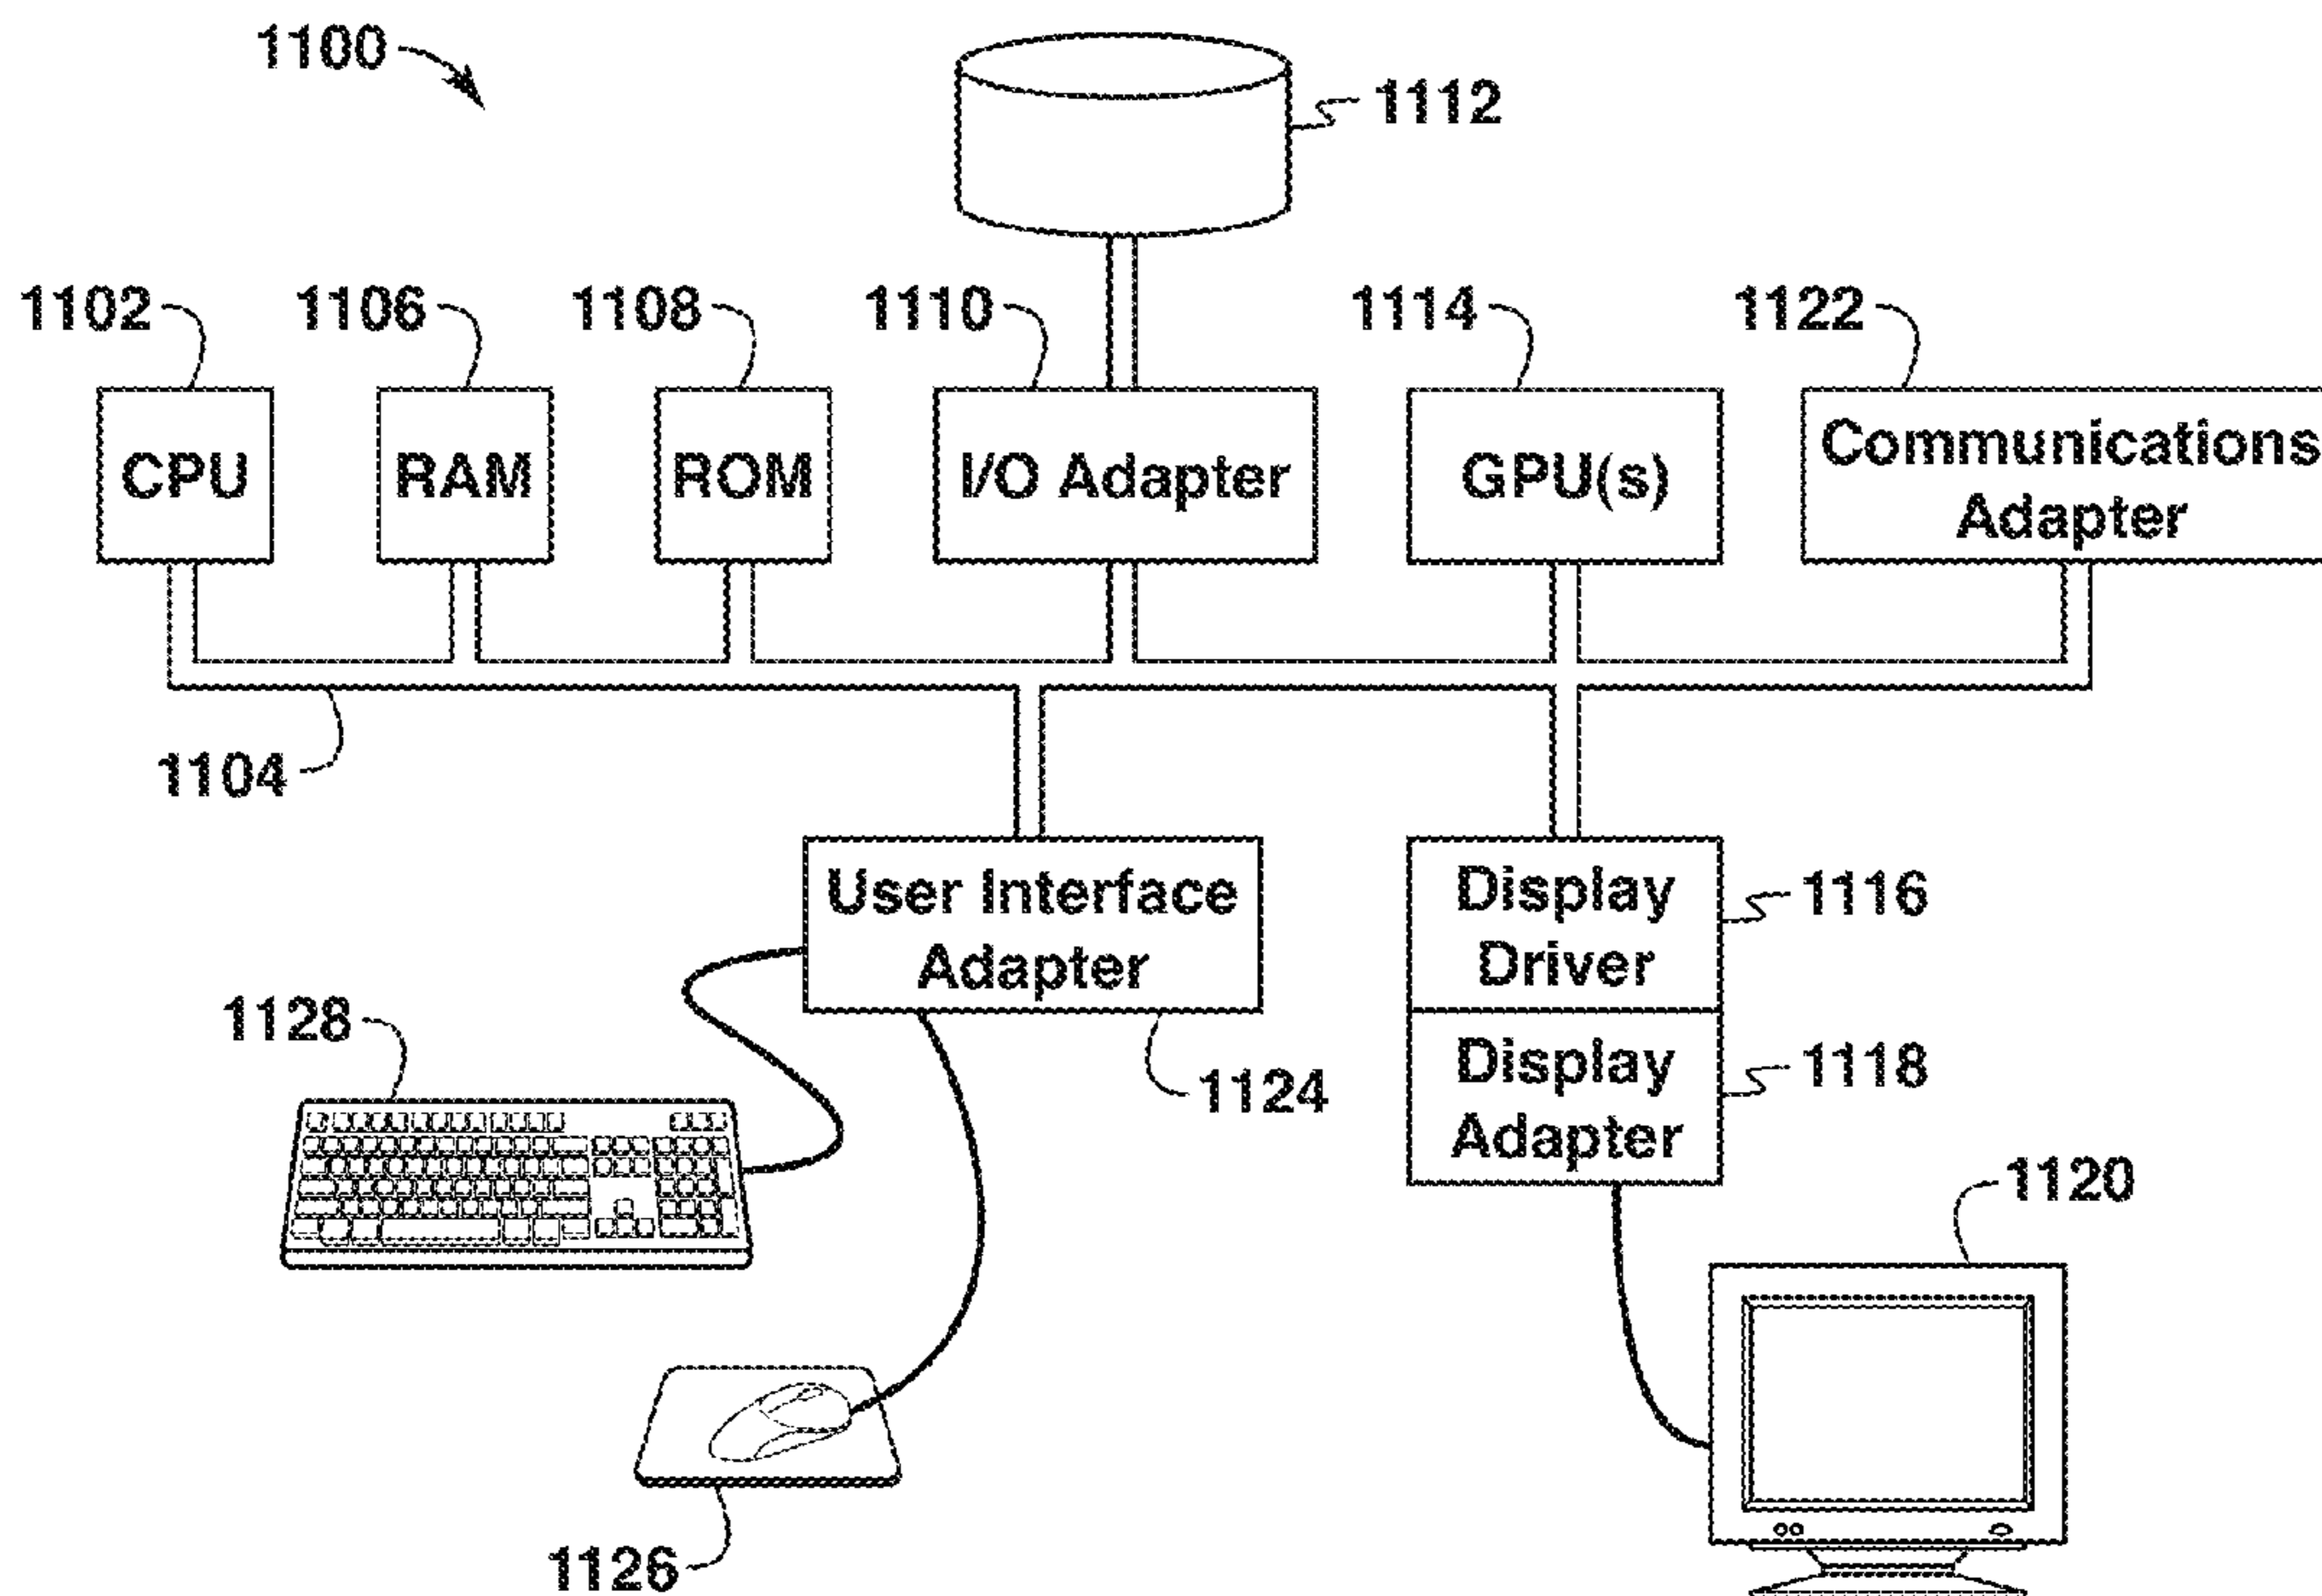 1100
1112
1102
1106
1108
1110
1114
1122
CPU
RAM
ROM
I/O Adapter
GPU(s)
Communications
Adapter
1104
User Interface
Adapter
Display
Driver
1116
1128
1124
Display
Adapter
1118
1120
1126